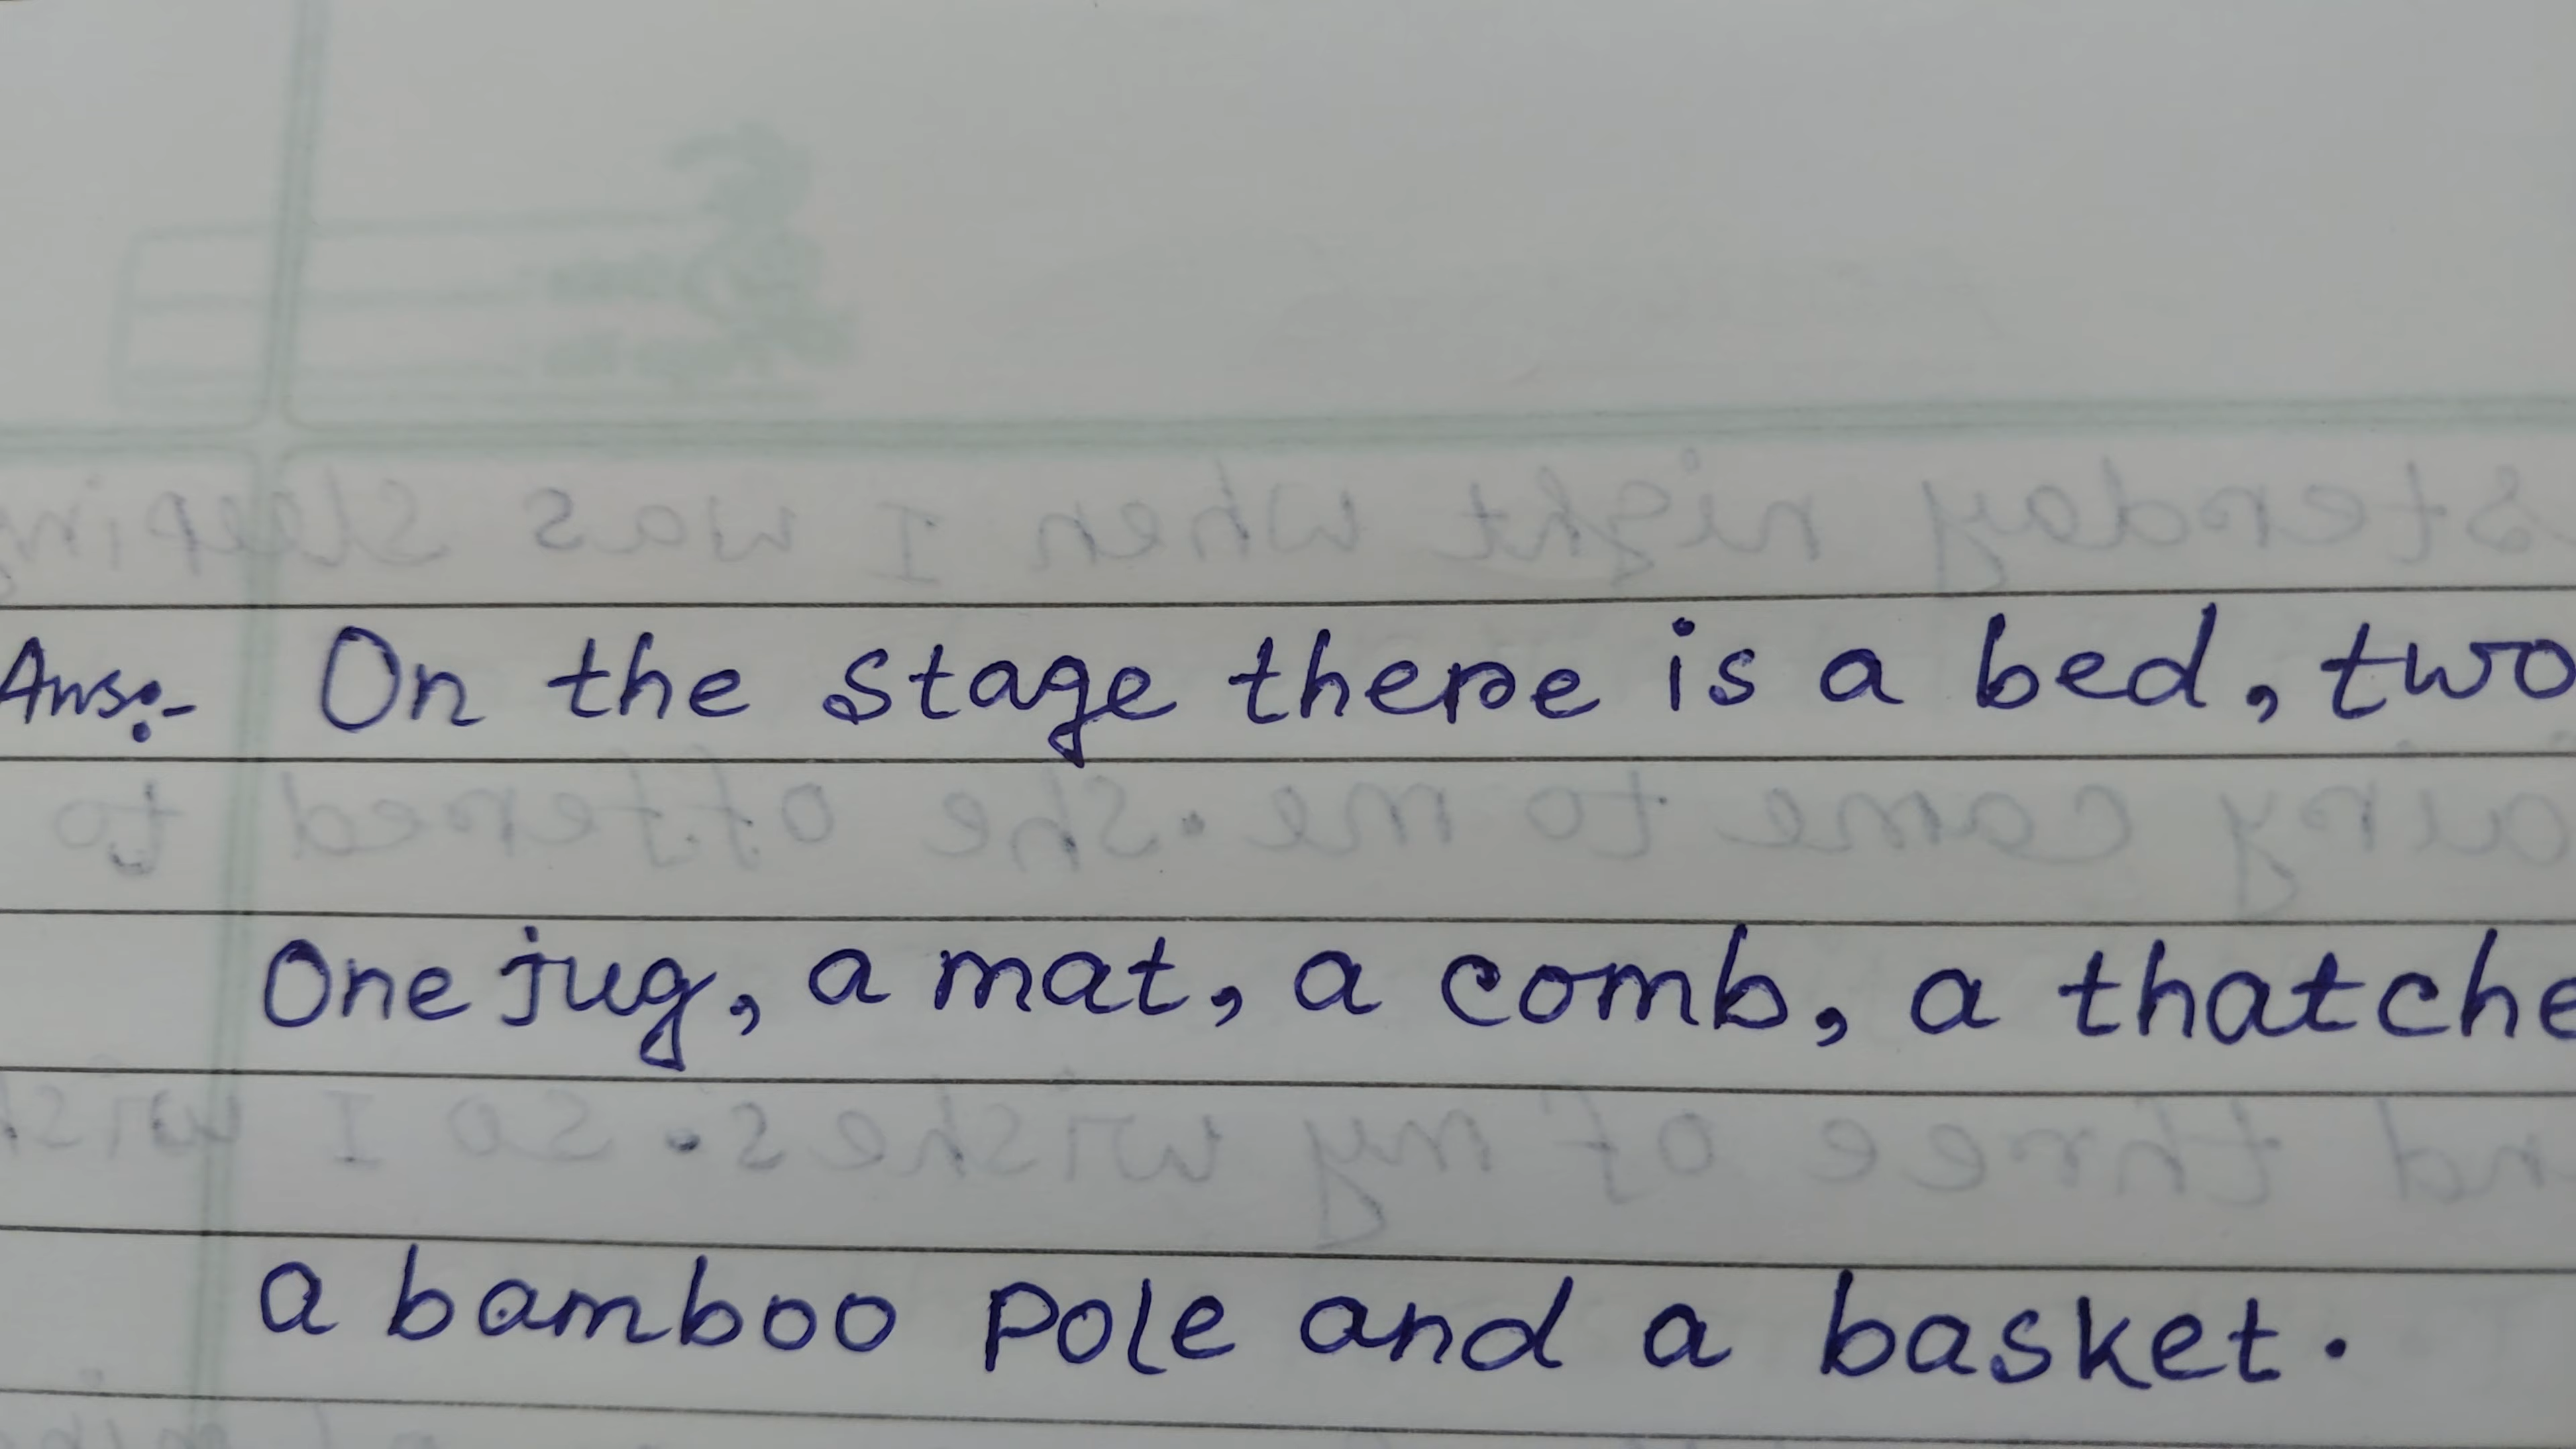 Ans:- On the stage there is a bed, two
One jug, a mat, a comb, a thatche
a bamboo pole and a basket.